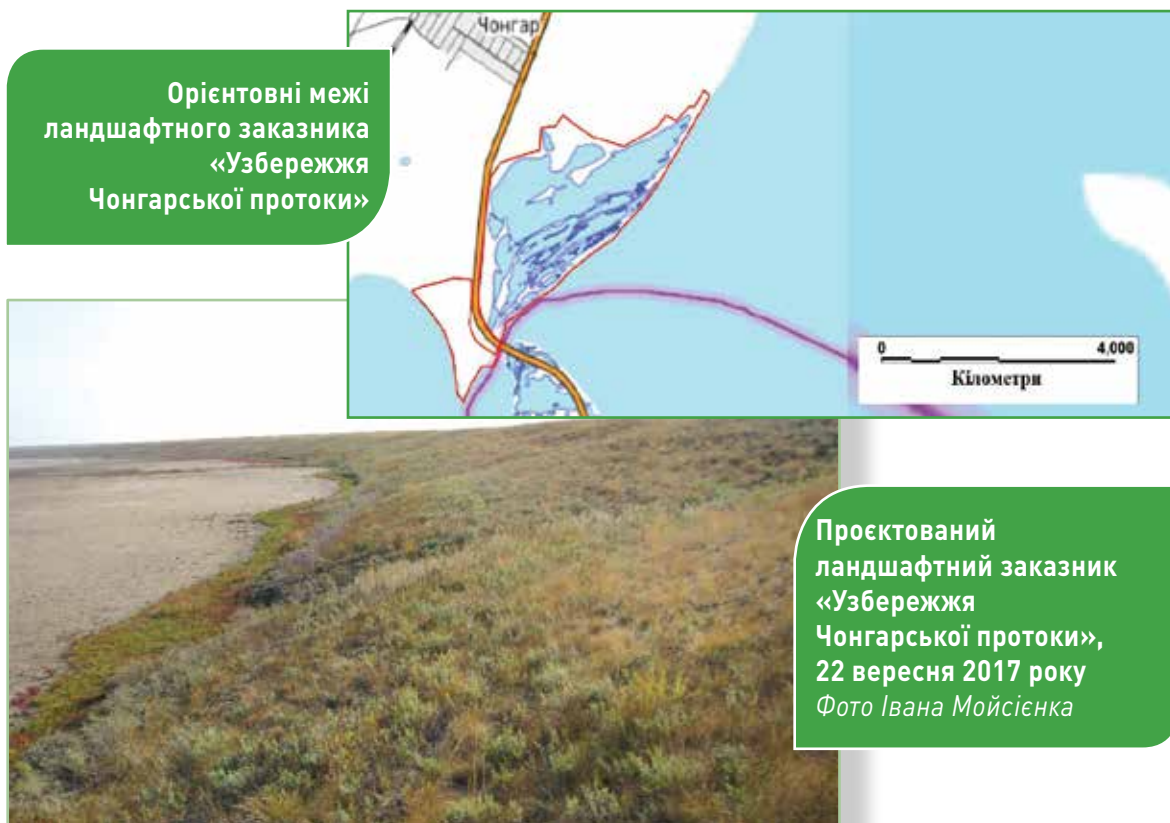 Чонгар
Орієнтовні межі
ландшафтного заказника
«Узбережжя
Чонгарської протоки»
0 4,000
Кілометри
Проєктований
ландшафтний заказник
«Узбережжя
Чонгарської протоки»,
22 вересня 2017 року
Фото Івана Мойсієнка